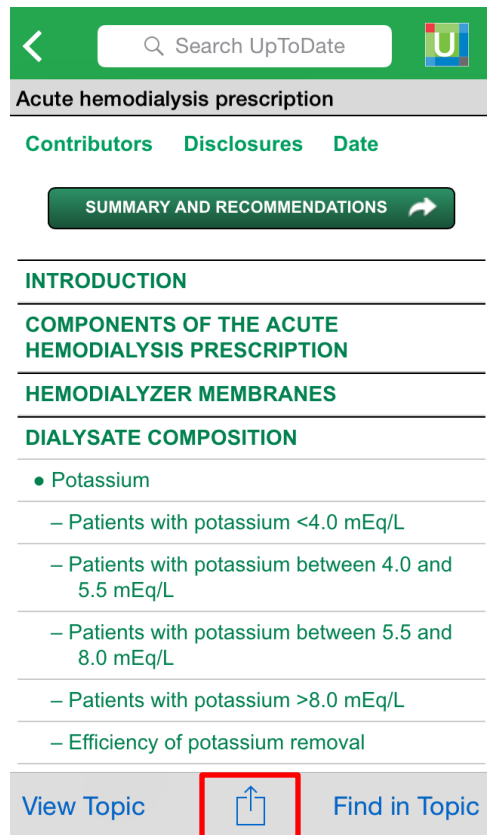 Search UpToDate
U
Acute hemodialysis prescription
Contributors Disclosures Date
SUMMARY AND RECOMMENDATIONS
INTRODUCTION
COMPONENTS OF THE ACUTE
HEMODIALYSIS PRESCRIPTION
HEMODIALYZER MEMBRANES
DIALYSATE COMPOSITION
• Potassium
– Patients with potassium <4.0 mEq/L
– Patients with potassium between 4.0 and
5.5 mEq/L
– Patients with potassium between 5.5 and
8.0 mEq/L
– Patients with potassium >8.0 mEq/L
– Efficiency of potassium removal
View Topic Find in Topic